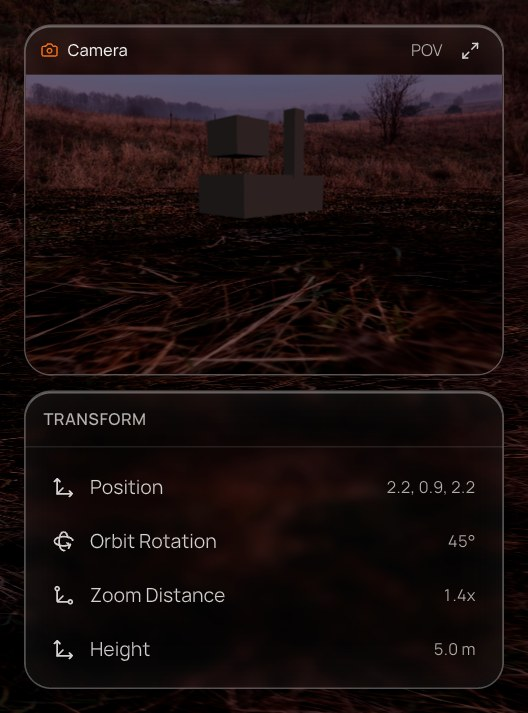 Camera POV
TRANSFORM
Position 2.2, 0.9, 2.2
Orbit Rotation 45°
Zoom Distance 1.4x
Height 5.0 m